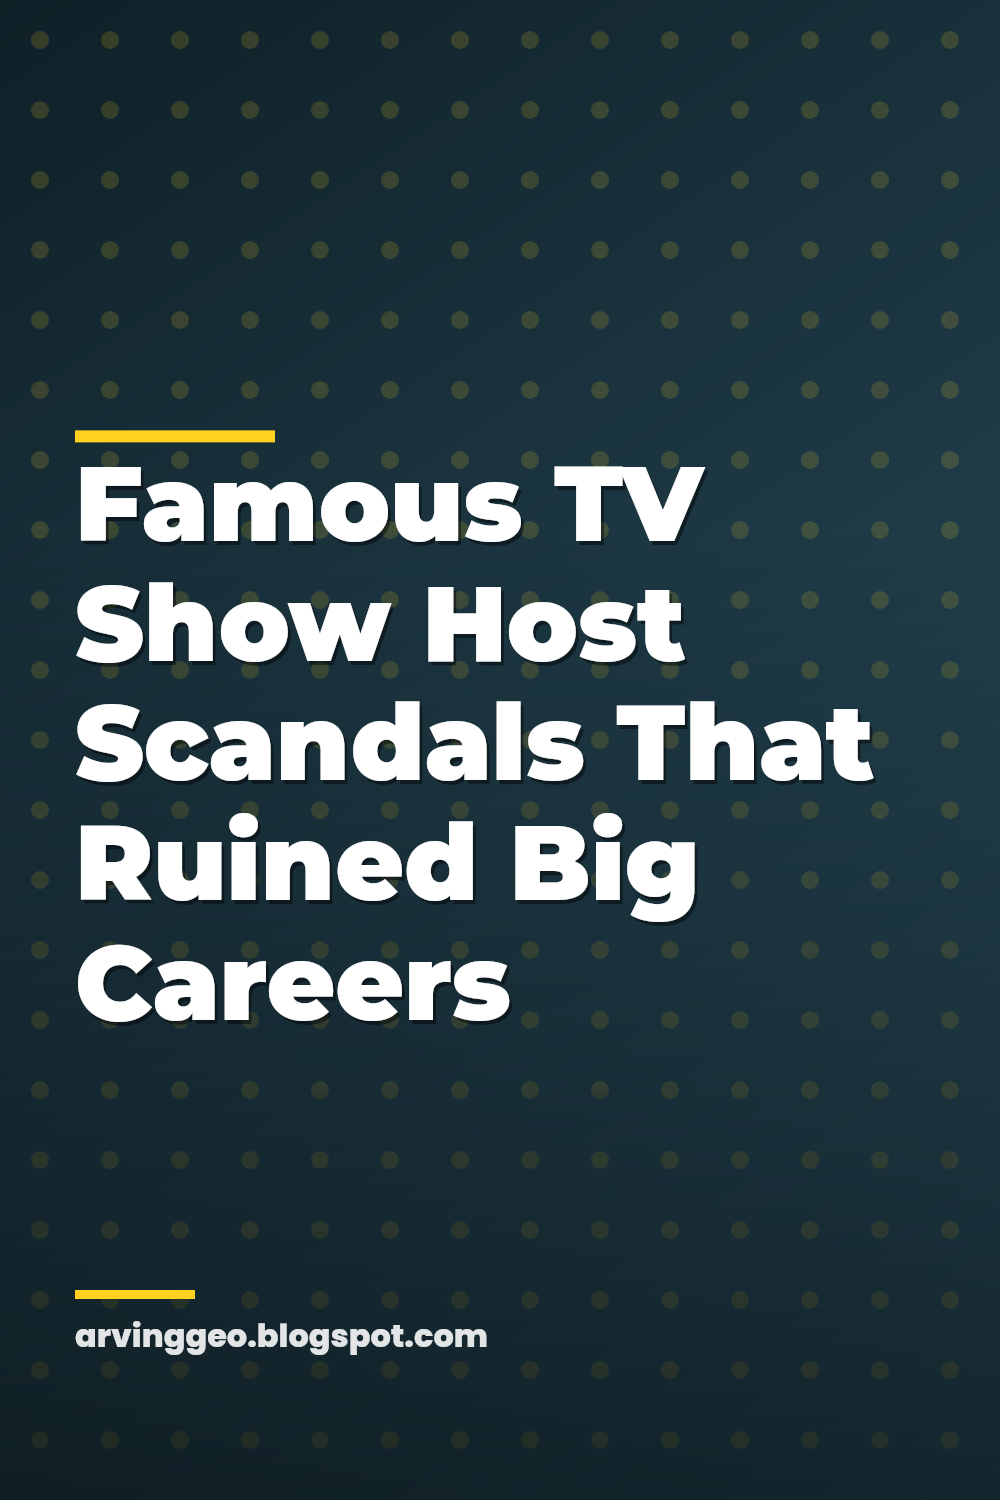 Famous TV
Show Host
Scandals That
Ruined Big
Careers
arvinggeo.blogspot.com